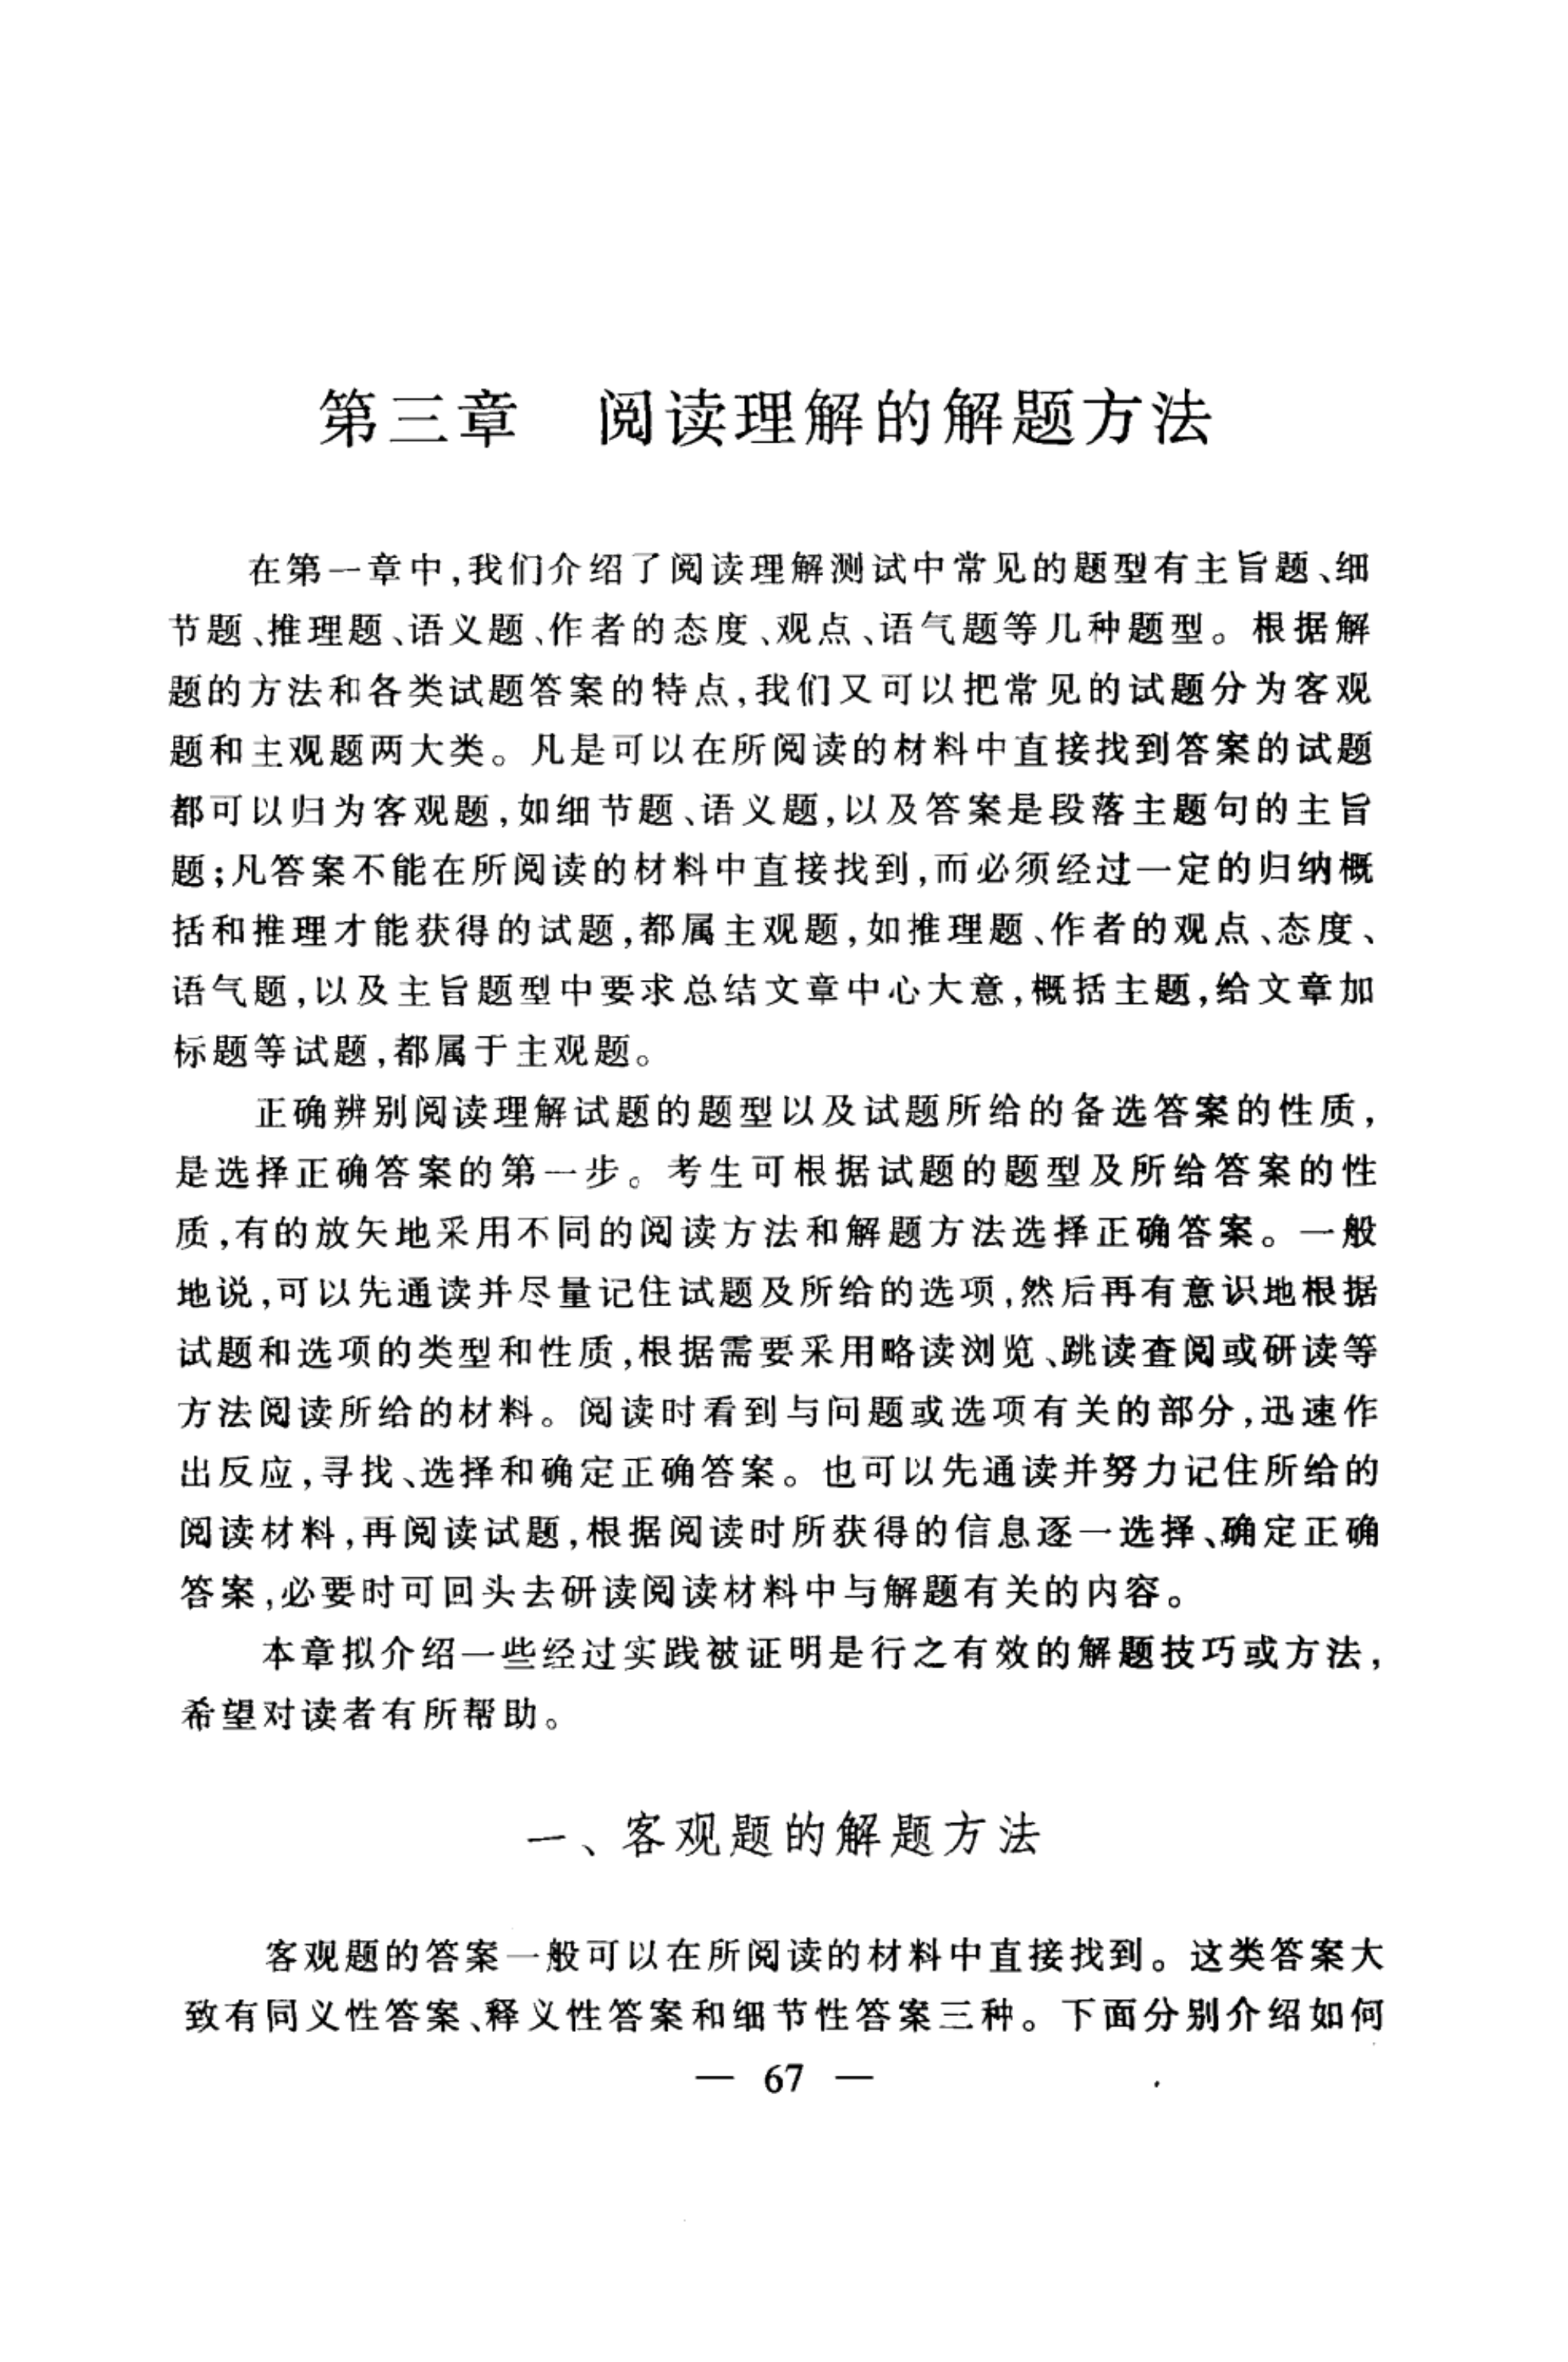 第三章　阅读理解的解题方法
在第一章中,我们介绍了阅读理解测试中常见的题型有主旨题、细
节题、推理题、语义题、作者的态度、观点、语气题等几种题型。根据解
题的方法和各类试题答案的特点,我们又可以把常见的试题分为客观
题和主观题两大类。凡是可以在所阅读的材料中直接找到答案的试题
都可以归为客观题,如细节题、语义题,以及答案是段落主题句的主旨
题;凡答案不能在所阅读的材料中直接找到,而必须经过一定的归纳概
括和推理才能获得的试题,都属主观题,如推理题、作者的观点、态度、
语气题,以及主旨题型中要求总结文章中心大意,概括主题,给文章加
标题等试题,都属于主观题。
正确辨别阅读理解试题的题型以及试题所给的备选答案的性质,
是选择正确答案的第一步。考生可根据试题的题型及所给答案的性
质,有的放矢地采用不同的阅读方法和解题方法选择正确答案。一般
地说,可以先通读并尽量记住试题及所给的选项,然后再有意识地根据
试题和选项的类型和性质,根据需要采用略读浏览、跳读查阅或研读等
方法阅读所给的材料。阅读时看到与问题或选项有关的部分,迅速作
出反应,寻找、选择和确定正确答案。也可以先通读并努力记住所给的
阅读材料,再阅读试题,根据阅读时所获得的信息逐一选择、确定正确
答案,必要时可回头去研读阅读材料中与解题有关的内容。
本章拟介绍一些经过实践被证明是行之有效的解题技巧或方法,
希望对读者有所帮助。
一、客观题的解题方法
客观题的答案一般可以在所阅读的材料中直接找到。这类答案大
致有同义性答案、释义性答案和细节性答案三种。下面分别介绍如何
— 67 —